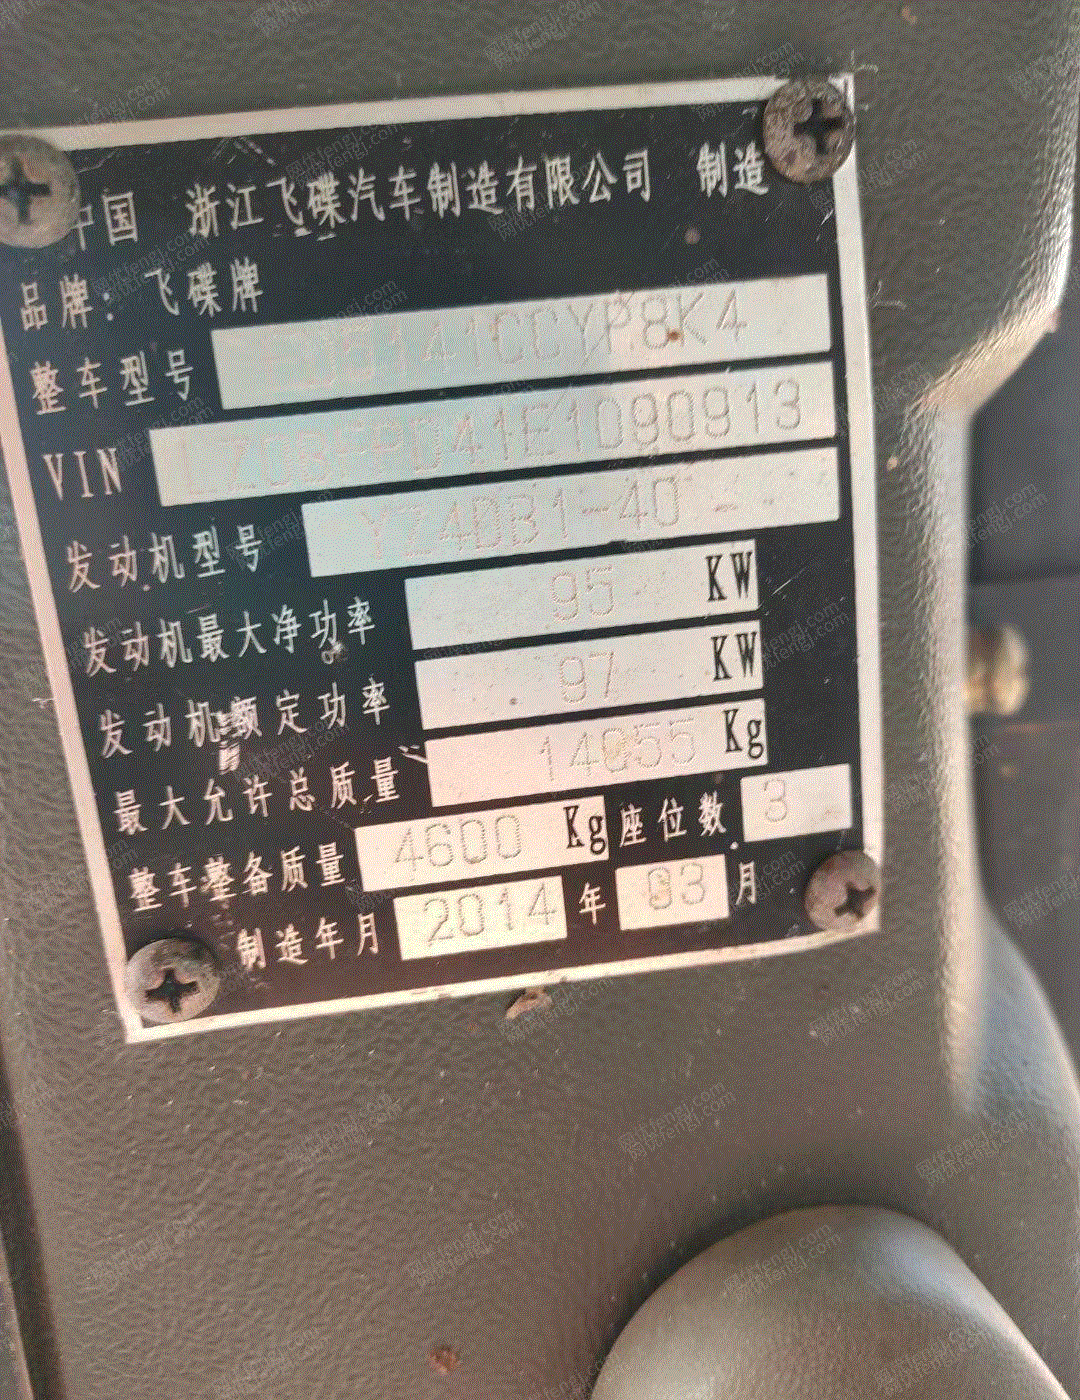 中国 浙江飞碟汽车制造有限公司 制造
品牌：飞碟牌
整车型号
VIN
发动机型号 YZ4DB1-40
发动机最大净功率 95 KW
发动机额定功率 97 KW
最大允许总质量 14055 Kg
整车整备质量 4600 Kg 座位数 3
制造年月 2014 年 03 月